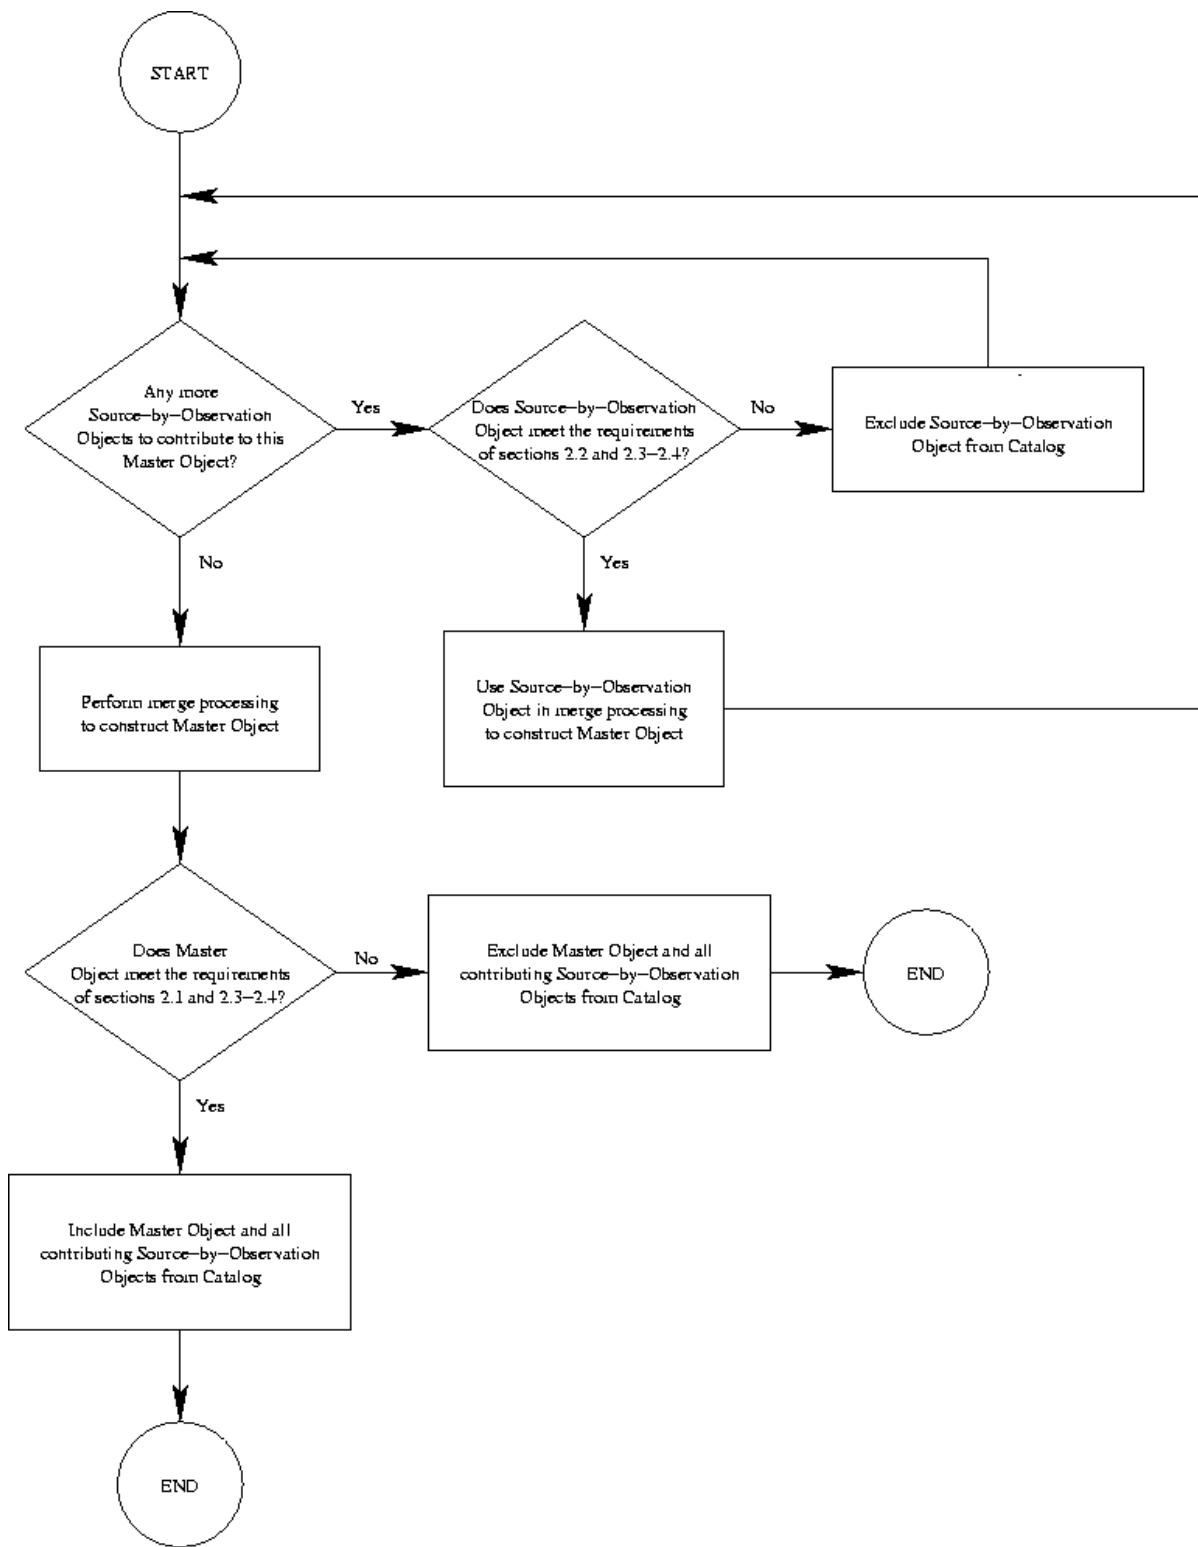 START
Any more
Source-by-Observation
Objects to contribute to this
Master Object?
Yes
Does Source-by-Observation
Object meet the requirements
of sections 2.2 and 2.3-2.4?
No
Exclude Source-by-Observation
Object from Catalog
No
Yes
Perform merge processing
to construct Master Object
Use Source-by-Observation
Object in merge processing
to construct Master Object
Does Master
Object meet the requirements
of sections 2.1 and 2.3-2.4?
No
Exclude Master Object and all
contributing Source-by-Observation
Objects from Catalog
END
Yes
Include Master Object and all
contributing Source-by-Observation
Objects from Catalog
END